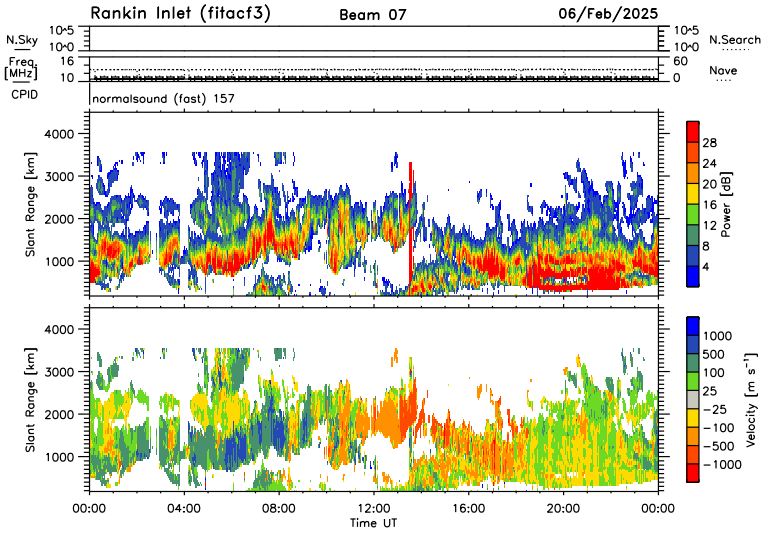 Rankin Inlet (fitacf3) Beam 07 06/Feb/2025
10^5 10^5
N.Sky N.Search
10^0 10^0
Freq. 16 60
[MHz] Nave
10 0
CPID normalsound (fast) 157
Slant Range [km]
4000
3000
2000
1000
28
24
20
16
12
8
4
Power [dB]
Slant Range [km]
4000
3000
2000
1000
1000
500
100
25
-25
-100
-500
-1000
Velocity [m s⁻¹]
00:00 04:00 08:00 12:00 16:00 20:00 00:00
Time UT